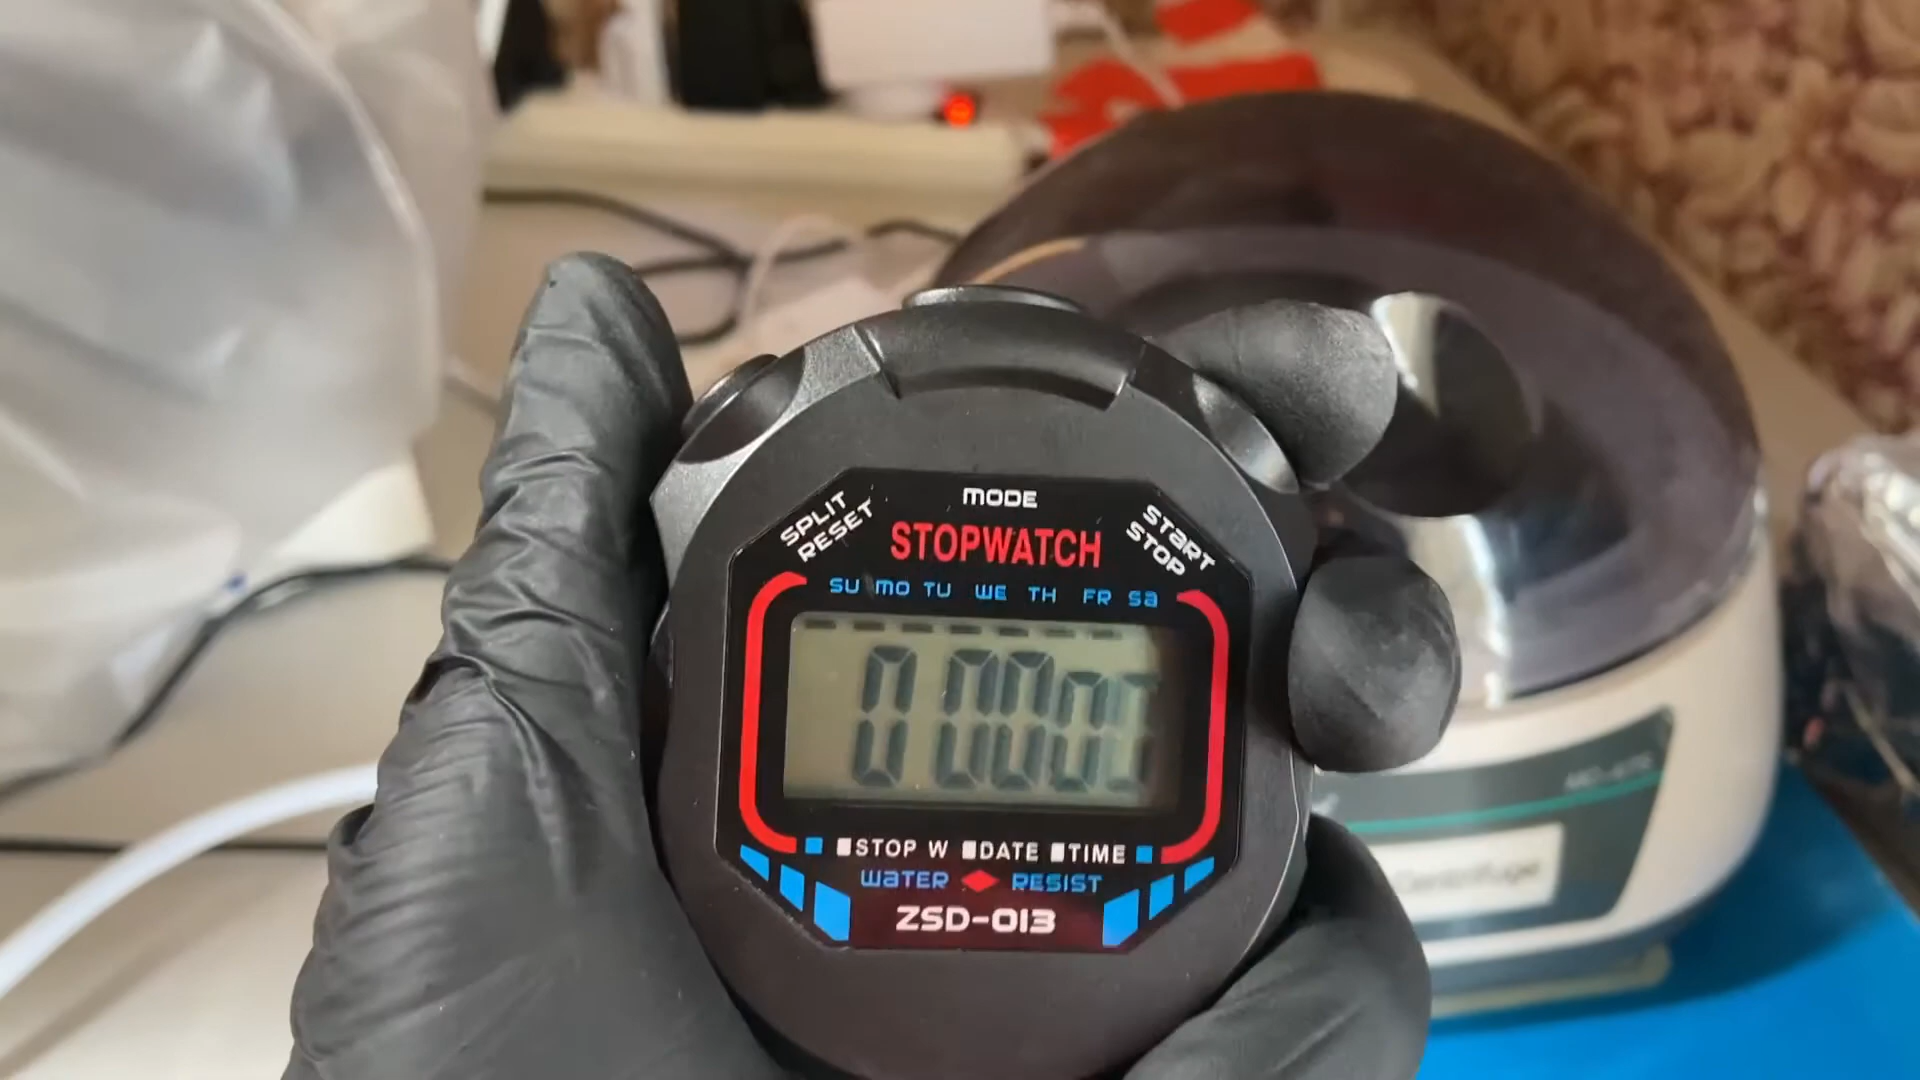 MODE
SPLIT
RESET
START
STOP
STOPWATCH
SU MO TU WE TH FR Sa
0 00 00
STOP W DATE TIME
WaTER RESIST
ZSD-013
Centrifuge